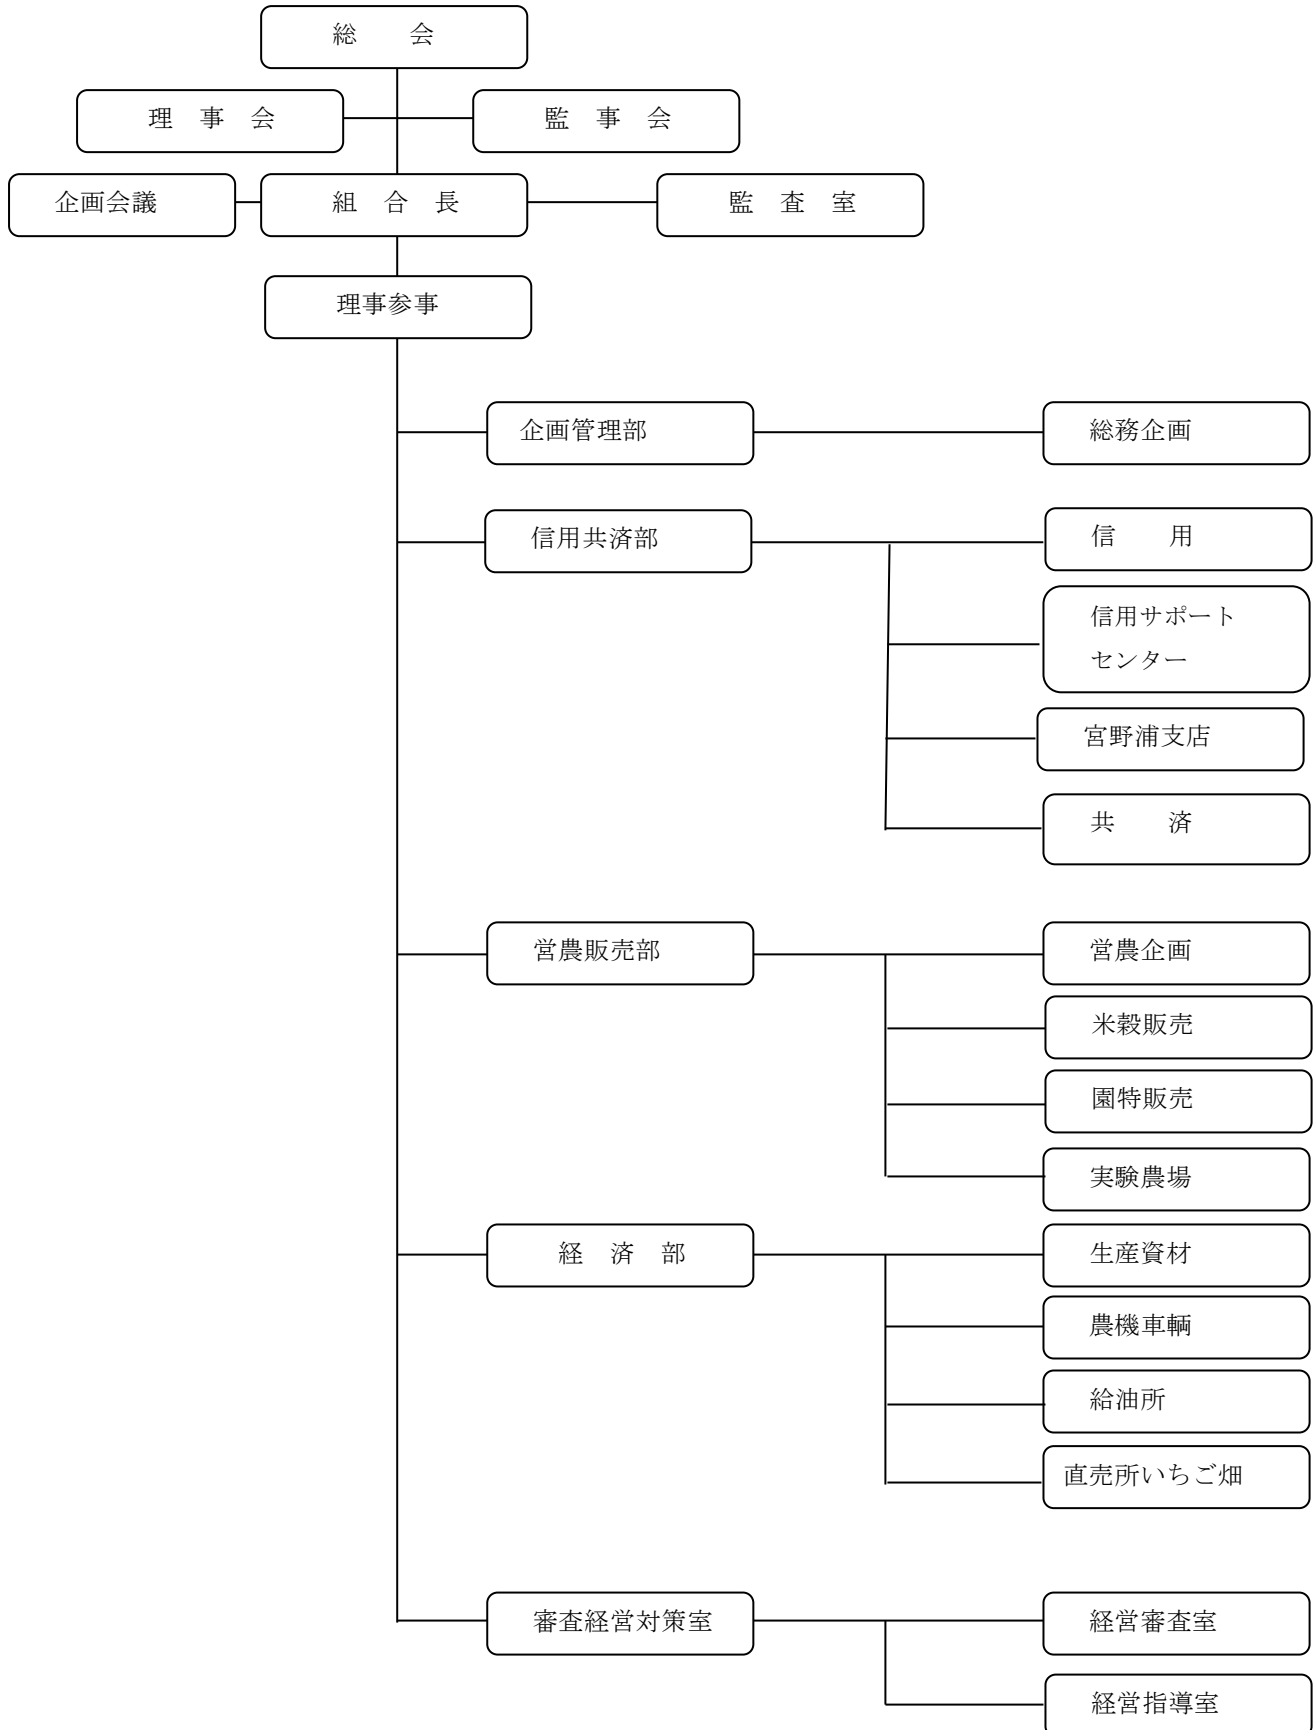 総　　会
理　事　会
監　事　会
企画会議
組　合　長
監　査　室
理事参事
企画管理部
総務企画
信用共済部
信　　用
信用サポート
センター
宮野浦支店
共　　済
営農販売部
営農企画
米穀販売
園特販売
実験農場
経　済　部
生産資材
農機車輌
給油所
直売所いちご畑
審査経営対策室
経営審査室
経営指導室